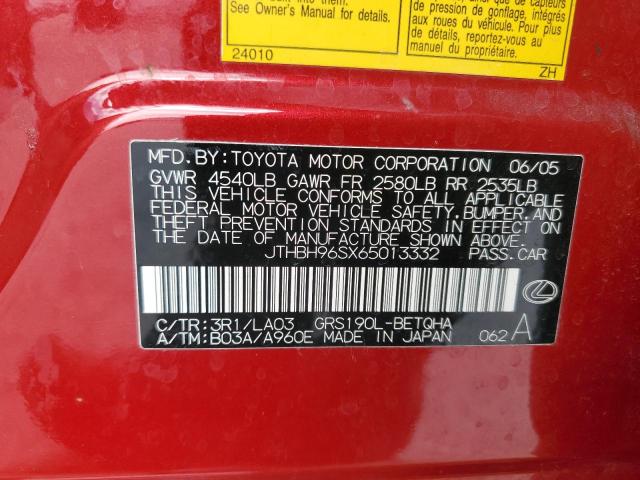 See Owner's Manual for details.
24010
de pression de gonflage, intégrés
aux roues du véhicule. Pour plus
de détails, reportez-vous au
manuel du propriétaire.
ZH
MFD. BY: TOYOTA MOTOR CORPORATION 06/05
GVWR 4540LB GAWR FR 2580LB RR 2535LB
THIS VEHICLE CONFORMS TO ALL APPLICABLE
FEDERAL MOTOR VEHICLE SAFETY, BUMPER, AND
THEFT PREVENTION STANDARDS IN EFFECT ON
THE DATE OF MANUFACTURE SHOWN ABOVE.
JTHBH96SX65013332 PASS. CAR
C/TR: 3R1/LA03 GRS190L-BETQHA
A/TM: B03A/A960E MADE IN JAPAN 062 A